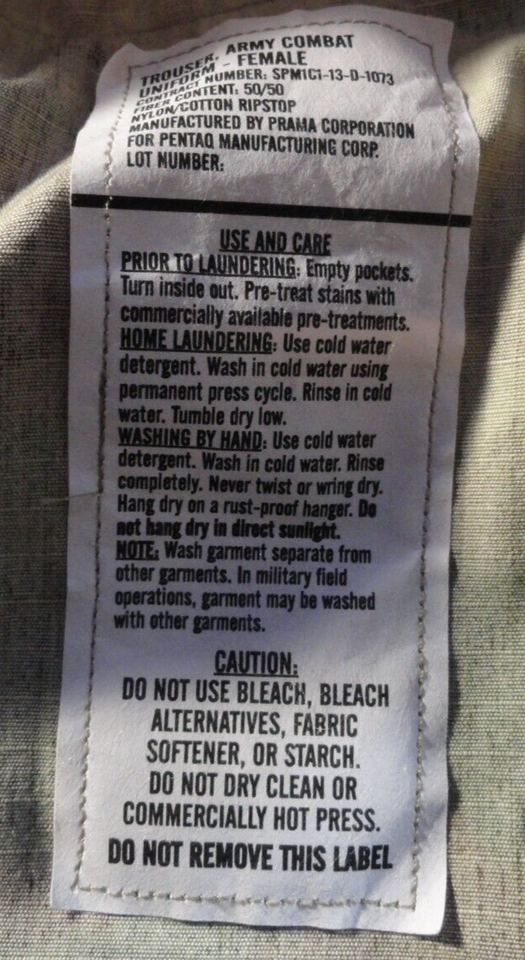 TROUSER, ARMY COMBAT
UNIFORM - FEMALE
CONTRACT NUMBER: SPM1C1-13-D-1073
FIBER CONTENT: 50/50
NYLON/COTTON RIPSTOP
MANUFACTURED BY PRAMA CORPORATION
FOR PENTAQ MANUFACTURING CORP.
LOT NUMBER:
USE AND CARE
PRIOR TO LAUNDERING: Empty pockets.
Turn inside out. Pre-treat stains with
commercially available pre-treatments.
HOME LAUNDERING: Use cold water
detergent. Wash in cold water using
permanent press cycle. Rinse in cold
water. Tumble dry low.
WASHING BY HAND: Use cold water
detergent. Wash in cold water. Rinse
completely. Never twist or wring dry.
Hang dry on a rust-proof hanger. Do
not hang dry in direct sunlight.
NOTE: Wash garment separate from
other garments. In military field
operations, garment may be washed
with other garments.
CAUTION:
DO NOT USE BLEACH, BLEACH
ALTERNATIVES, FABRIC
SOFTENER, OR STARCH.
DO NOT DRY CLEAN OR
COMMERCIALLY HOT PRESS.
DO NOT REMOVE THIS LABEL